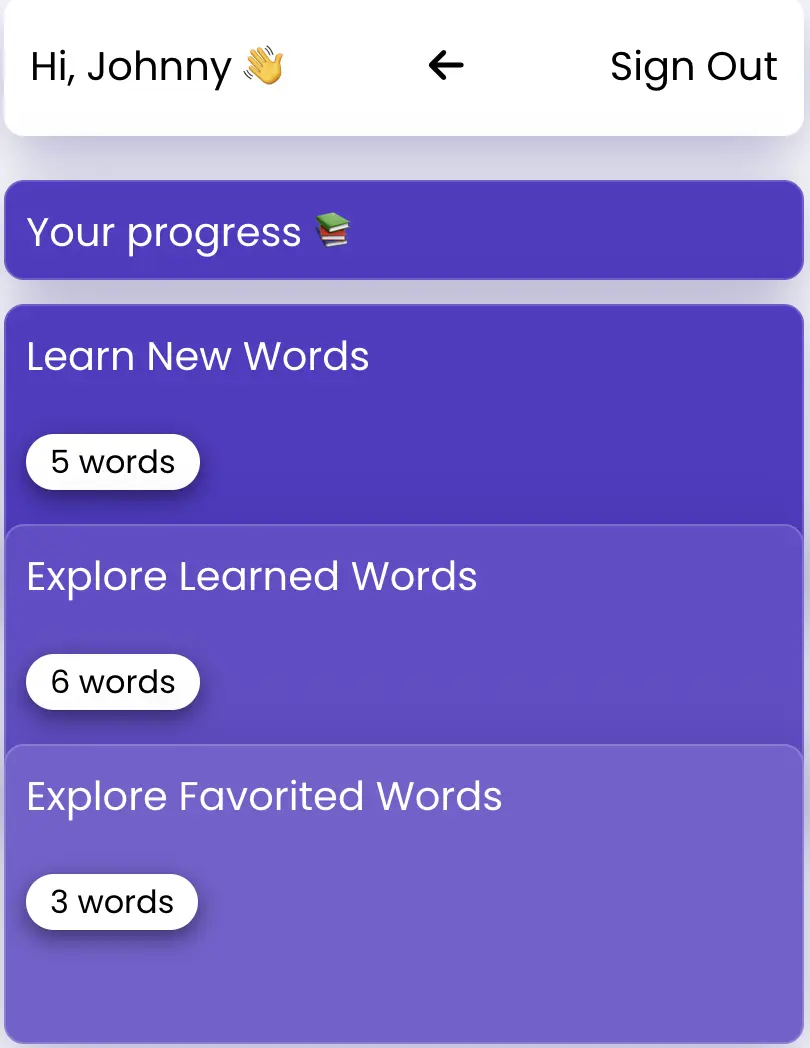 Hi, Johnny 👋 Sign Out
Your progress 📚
Learn New Words
5 words
Explore Learned Words
6 words
Explore Favorited Words
3 words